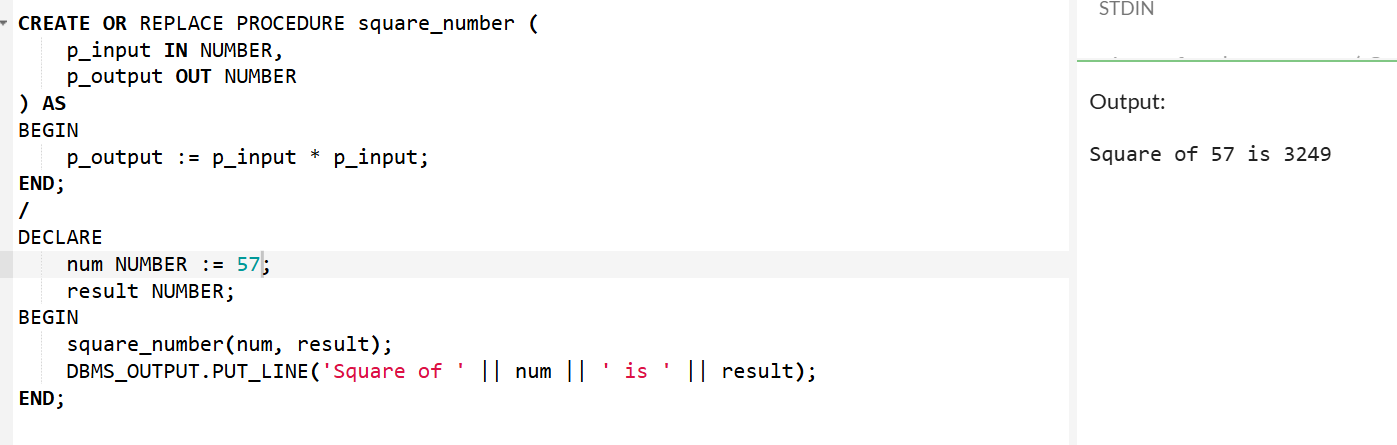 CREATE OR REPLACE PROCEDURE square_number (
    p_input IN NUMBER,
    p_output OUT NUMBER
) AS
BEGIN
    p_output := p_input * p_input;
END;
/
DECLARE
    num NUMBER := 57;
    result NUMBER;
BEGIN
    square_number(num, result);
    DBMS_OUTPUT.PUT_LINE('Square of ' || num || ' is ' || result);
END;
STDIN
Output:
Square of 57 is 3249